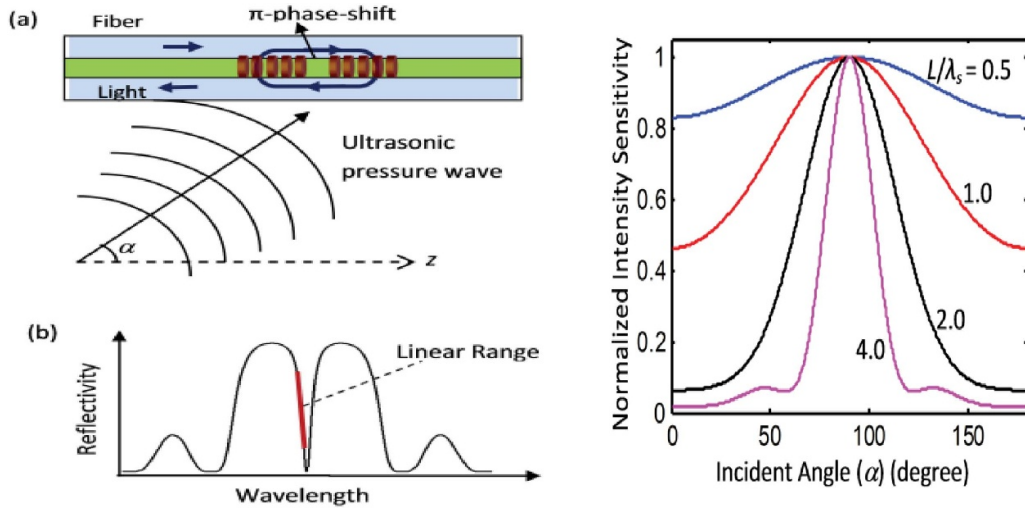 (a)
Fiber
π-phase-shift
Light
Ultrasonic
pressure wave
α
z
(b)
Linear Range
Reflectivity
Wavelength
Normalized Intensity Sensitivity
1
0.8
0.6
0.4
0.2
0
L/λs = 0.5
1.0
2.0
4.0
0
50
100
150
Incident Angle (α) (degree)